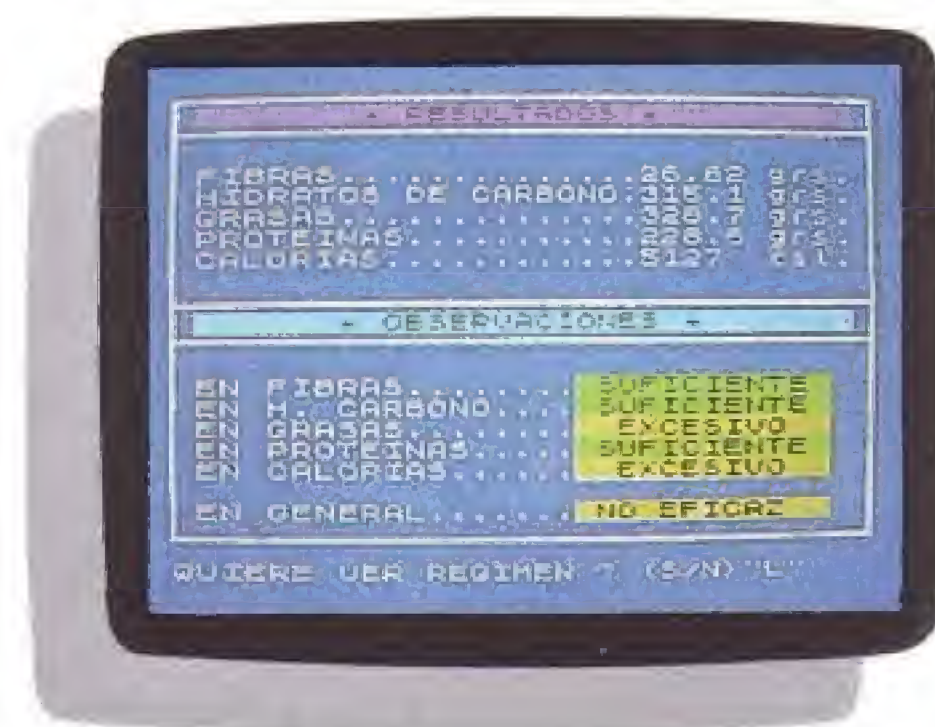 * RESULTADOS *
FIBRAS................26.62 grs.
HIDRATOS DE CARBONO.315.1 grs.
GRASAS................328.7 grs.
PROTEINAS.............228.5 grs.
CALORIAS..............5127 Cal.
* OBSERVACIONES *
EN FIBRAS....... SUFICIENTE
EN H. CARBONO.... SUFICIENTE
EN GRASAS....... EXCESIVO
EN PROTEINAS..... SUFICIENTE
EN CALORIAS...... EXCESIVO
EN GENERAL....... NO EFICAZ
QUIERE VER REGIMEN ? (S/N) "L"